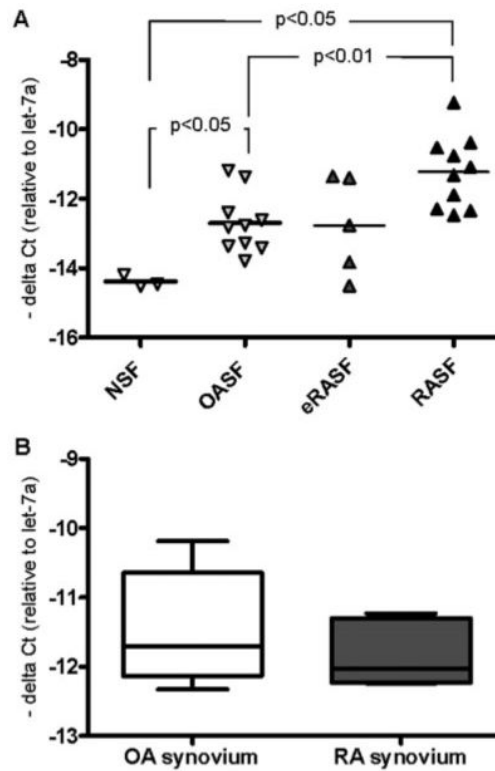 A
p<0.05
p<0.01
p<0.05
- delta Ct (relative to let-7a)
-8
-10
-12
-14
-16
NSF
OASF
eRASF
RASF
B
- delta Ct (relative to let-7a)
-9
-10
-11
-12
-13
OA synovium
RA synovium